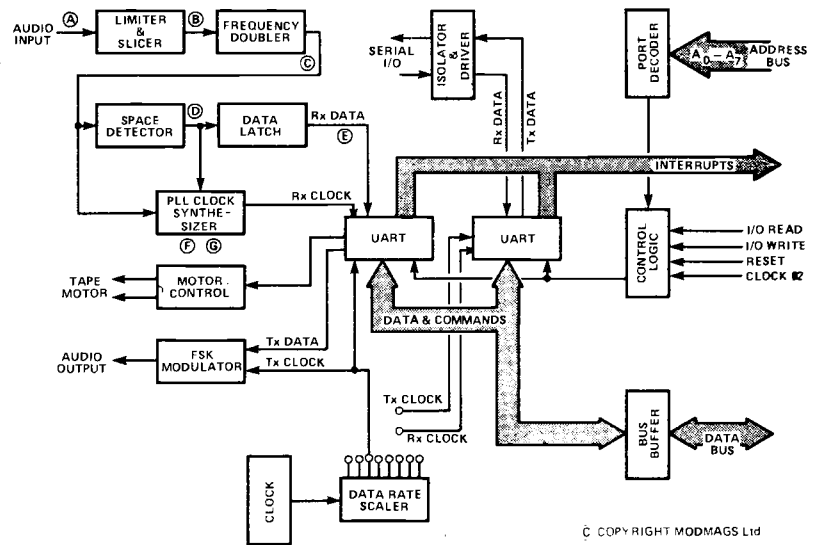 AUDIO
INPUT
A
LIMITER
&
SLICER
B
FREQUENCY
DOUBLER
C
SERIAL
I/O
ISOLATOR
&
DRIVER
PORT
DECODER
A0 – A7
ADDRESS
BUS
SPACE
DETECTOR
D
DATA
LATCH
Rx DATA
E
Rx DATA
Tx DATA
INTERRUPTS
PLL CLOCK
SYNTHE-
SIZER
F G
Rx CLOCK
UART
UART
CONTROL
LOGIC
I/O READ
I/O WRITE
RESET
CLOCK 02
TAPE
MOTOR
MOTOR
CONTROL
DATA & COMMANDS
AUDIO
OUTPUT
FSK
MODULATOR
Tx DATA
Tx CLOCK
Tx CLOCK
Rx CLOCK
BUS
BUFFER
DATA
BUS
CLOCK
DATA RATE
SCALER
C COPYRIGHT MODMAGS Ltd